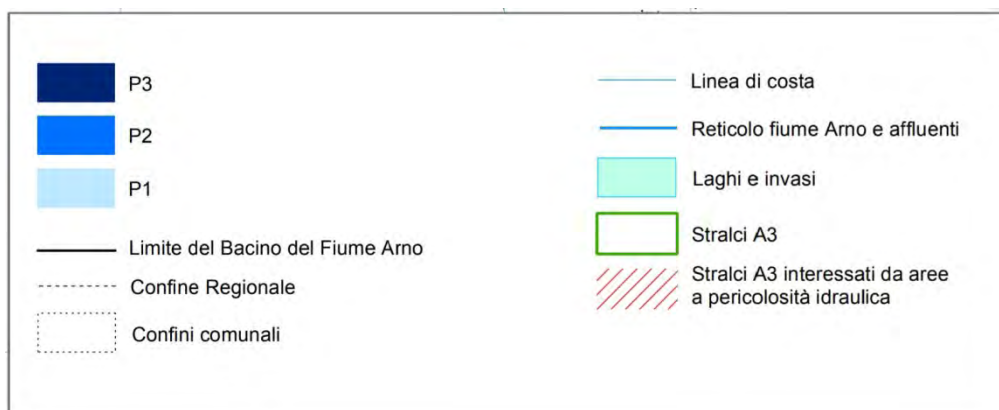 P3
P2
P1
Limite del Bacino del Fiume Arno
Confine Regionale
Confini comunali
Linea di costa
Reticolo fiume Arno e affluenti
Laghi e invasi
Stralci A3
Stralci A3 interessati da aree
a pericolosità idraulica